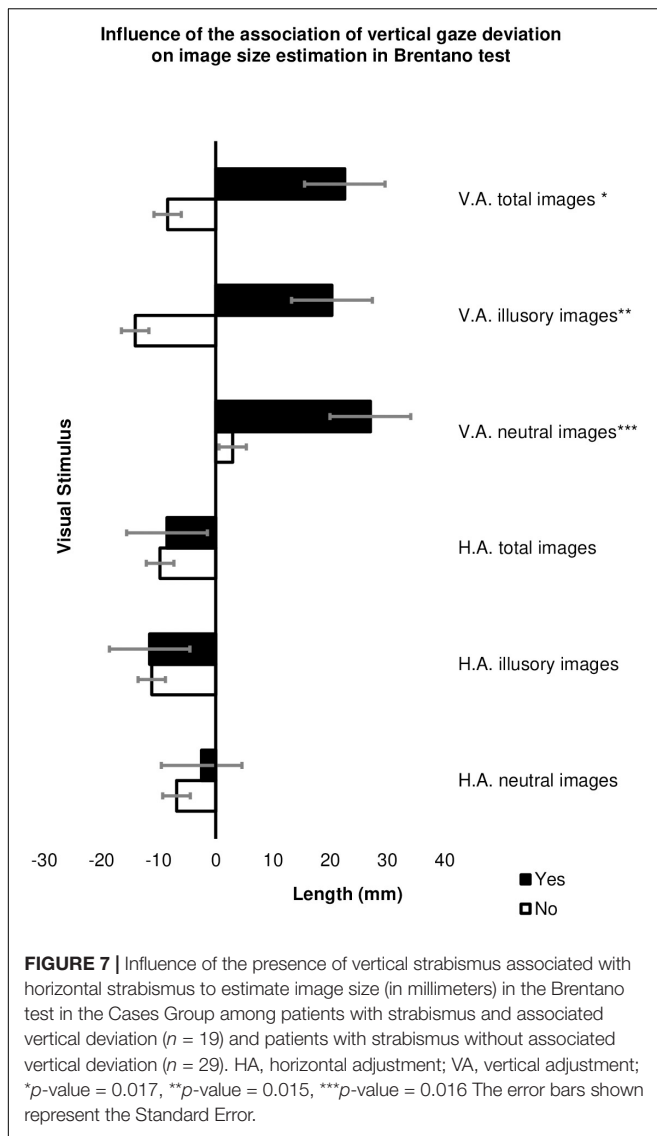 Influence of the association of vertical gaze deviation
on image size estimation in Brentano test
V.A. total images *
V.A. illusory images**
V.A. neutral images***
Visual Stimulus
H.A. total images
H.A. illusory images
H.A. neutral images
-30 -20 -10 0 10 20 30 40
Length (mm)
Yes
No
FIGURE 7 | Influence of the presence of vertical strabismus associated with
horizontal strabismus to estimate image size (in millimeters) in the Brentano
test in the Cases Group among patients with strabismus and associated
vertical deviation (n = 19) and patients with strabismus without associated
vertical deviation (n = 29). HA, horizontal adjustment; VA, vertical adjustment;
*p-value = 0.017, **p-value = 0.015, ***p-value = 0.016 The error bars shown
represent the Standard Error.